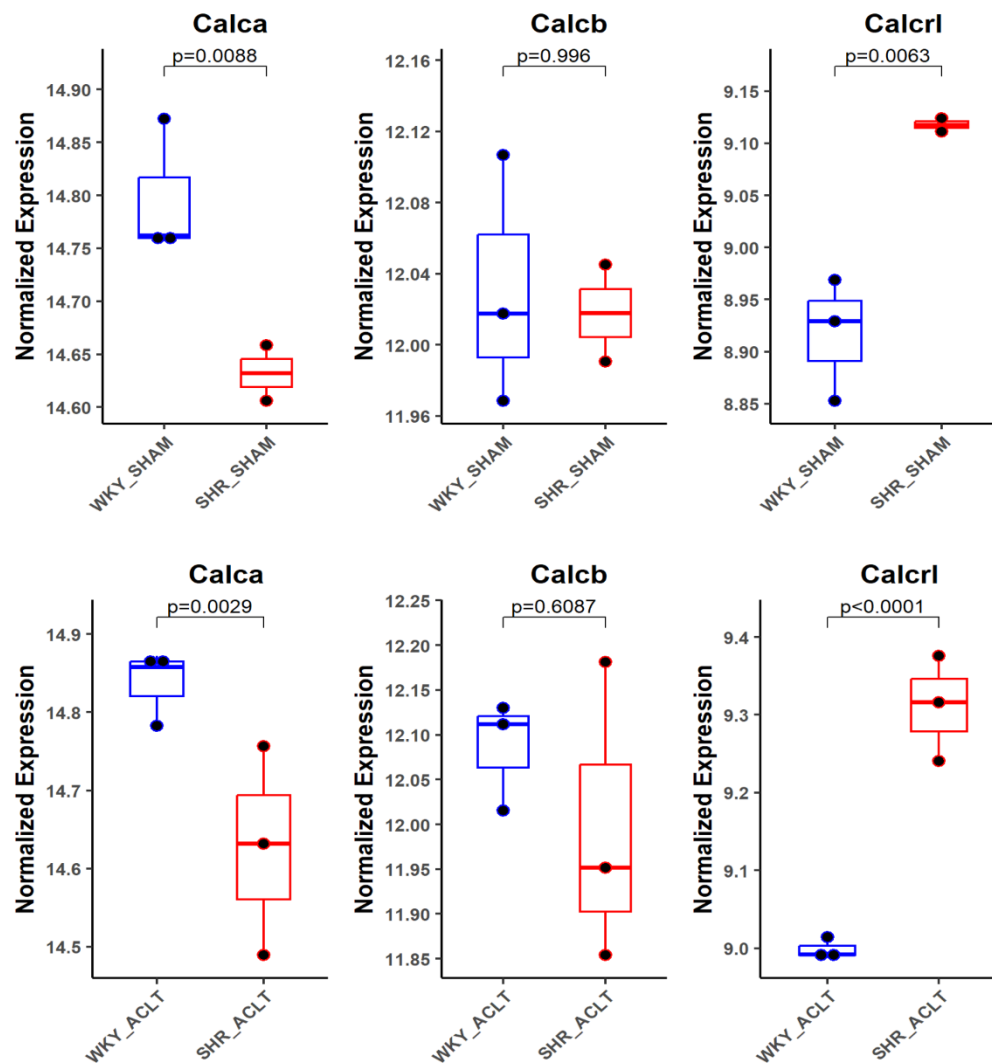 Calca
Calcb
Calcrl
p=0.0088
p=0.996
p=0.0063
Normalized Expression
14.90
14.85
14.80
14.75
14.70
14.65
14.60
WKY_SHAM
SHR_SHAM
Normalized Expression
12.16
12.12
12.08
12.04
12.00
11.96
WKY_SHAM
SHR_SHAM
Normalized Expression
9.15
9.10
9.05
9.00
8.95
8.90
8.85
WKY_SHAM
SHR_SHAM
Calca
Calcb
Calcrl
p=0.0029
p=0.6087
p<0.0001
Normalized Expression
14.9
14.8
14.7
14.6
14.5
WKY_ACLT
SHR_ACLT
Normalized Expression
12.25
12.20
12.15
12.10
12.05
12.00
11.95
11.90
11.85
WKY_ACLT
SHR_ACLT
Normalized Expression
9.4
9.3
9.2
9.1
9.0
WKY_ACLT
SHR_ACLT